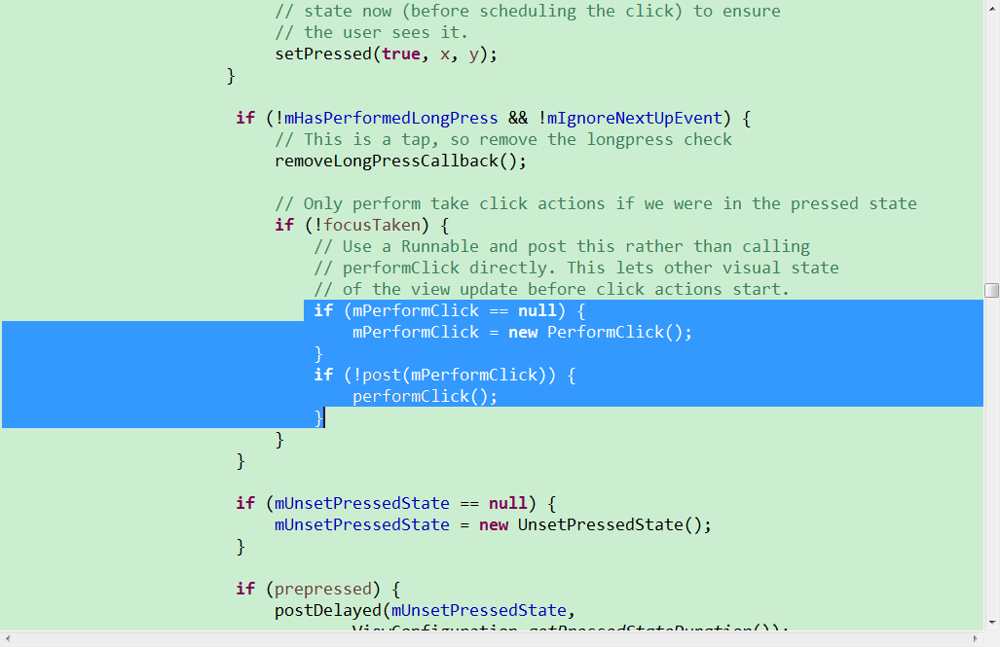 // state now (before scheduling the click) to ensure
// the user sees it.
setPressed(true, x, y);
}
if (!mHasPerformedLongPress && !mIgnoreNextUpEvent) {
// This is a tap, so remove the longpress check
removeLongPressCallback();
// Only perform take click actions if we were in the pressed state
if (!focusTaken) {
// Use a Runnable and post this rather than calling
// performClick directly. This lets other visual state
// of the view update before click actions start.
if (mPerformClick == null) {
mPerformClick = new PerformClick();
}
if (!post(mPerformClick)) {
performClick();
}
}
}
if (mUnsetPressedState == null) {
mUnsetPressedState = new UnsetPressedState();
}
if (prepressed) {
postDelayed(mUnsetPressedState,
ViewConfiguration.getPressedStateDuration());